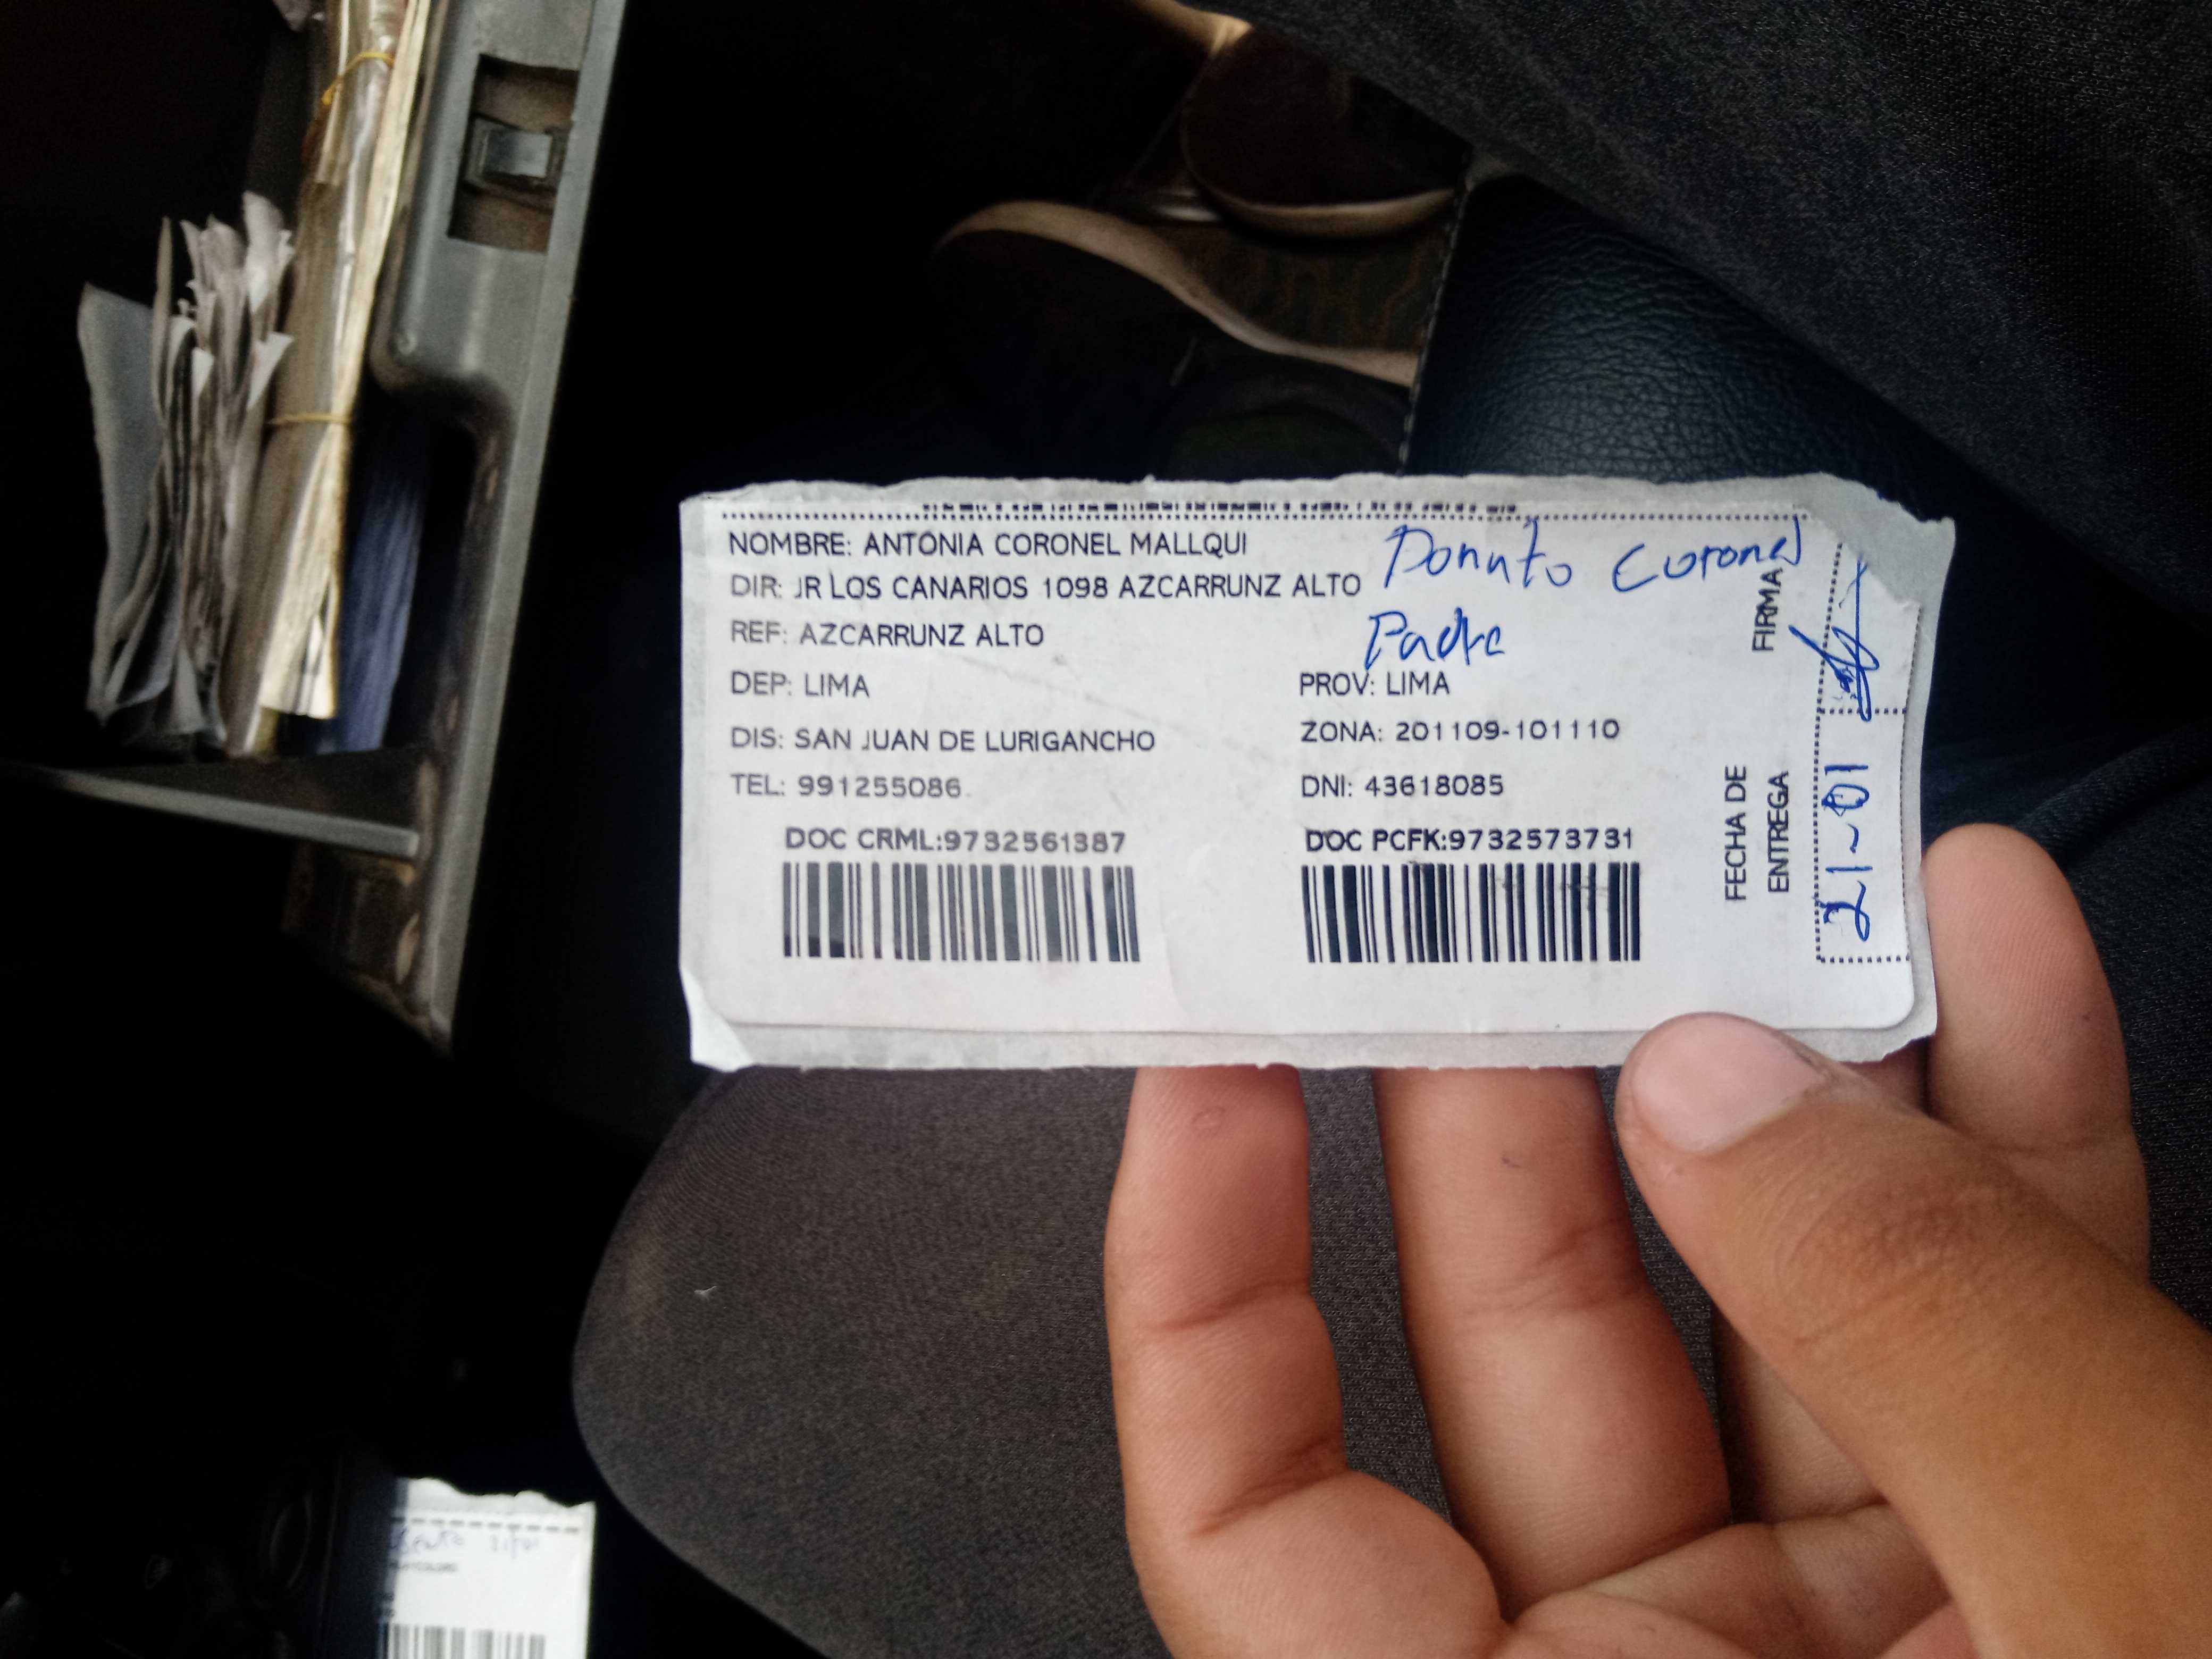 NOMBRE: ANTONIA CORONEL MALLQUI
Donato Coronel
DIR: JR LOS CANARIOS 1098 AZCARRUNZ ALTO
REF: AZCARRUNZ ALTO
Padre
DEP: LIMA
PROV: LIMA
DIS: SAN JUAN DE LURIGANCHO
ZONA: 201109-101110
TEL: 991255086
DNI: 43618085
DOC CRML:9732561387
DOC PCFK:9732573731
FIRMA
FECHA DE
ENTREGA
21-01